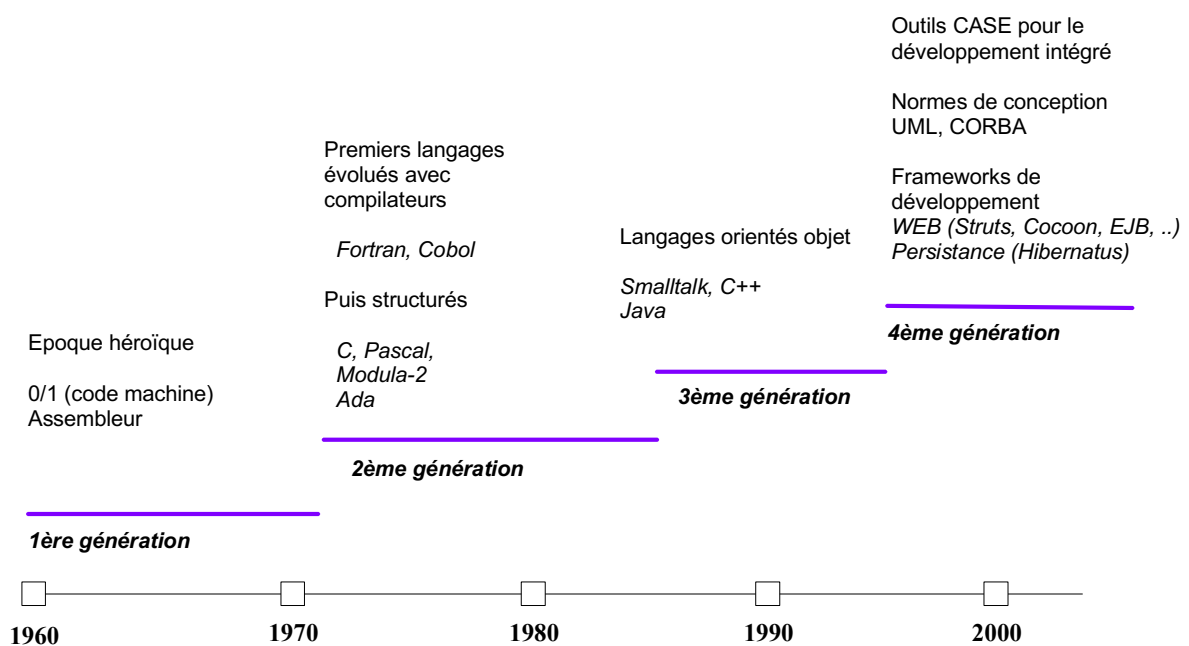 Epoque héroïque
0/1 (code machine)
Assembleur
1ère génération
Premiers langages
évolués avec
compilateurs
Fortran, Cobol
Puis structurés
C, Pascal,
Modula-2
Ada
2ème génération
Langages orientés objet
Smalltalk, C++
Java
3ème génération
Outils CASE pour le
développement intégré
Normes de conception
UML, CORBA
Frameworks de
développement
WEB (Struts, Cocoon, EJB, ..)
Persistance (Hibernatus)
4ème génération
1960
1970
1980
1990
2000